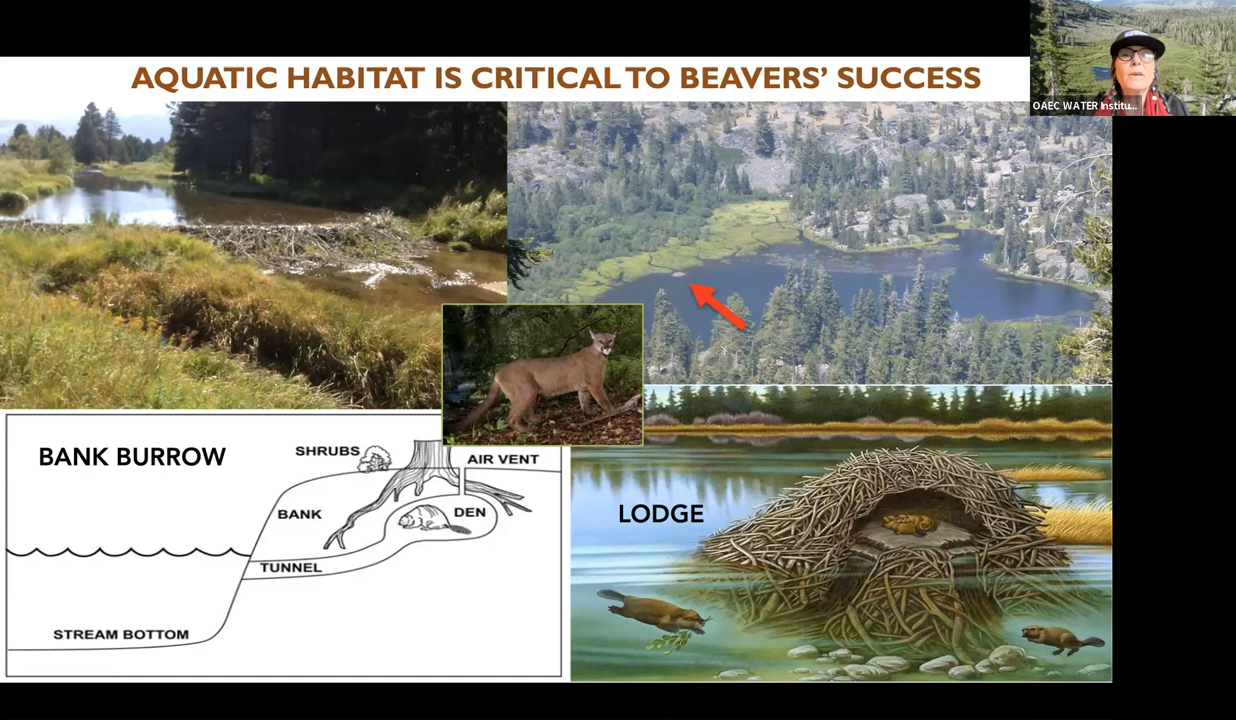 AQUATIC HABITAT IS CRITICAL TO BEAVERS’ SUCCESS
OAEC WATER Institu...
BANK BURROW
SHRUBS
AIR VENT
BANK
DEN
TUNNEL
STREAM BOTTOM
LODGE